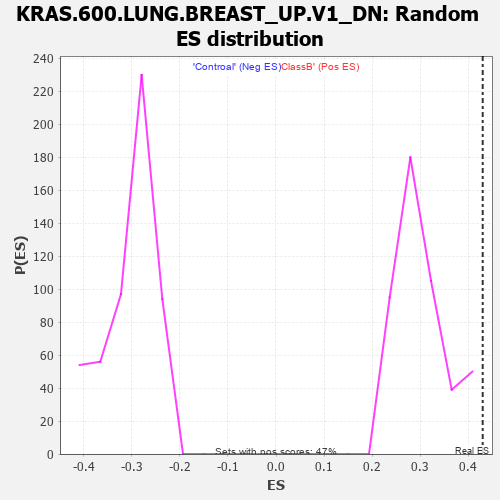 KRAS.600.LUNG.BREAST_UP.V1_DN: Random
ES distribution
'Controal' (Neg ES)ClassB' (Pos ES)
240
220
200
180
160
140
120
100
80
60
40
20
0
P(ES)
Sets with pos scores: 47%
Real ES
-0.4 -0.3 -0.2 -0.1 0.0 0.1 0.2 0.3 0.4
ES